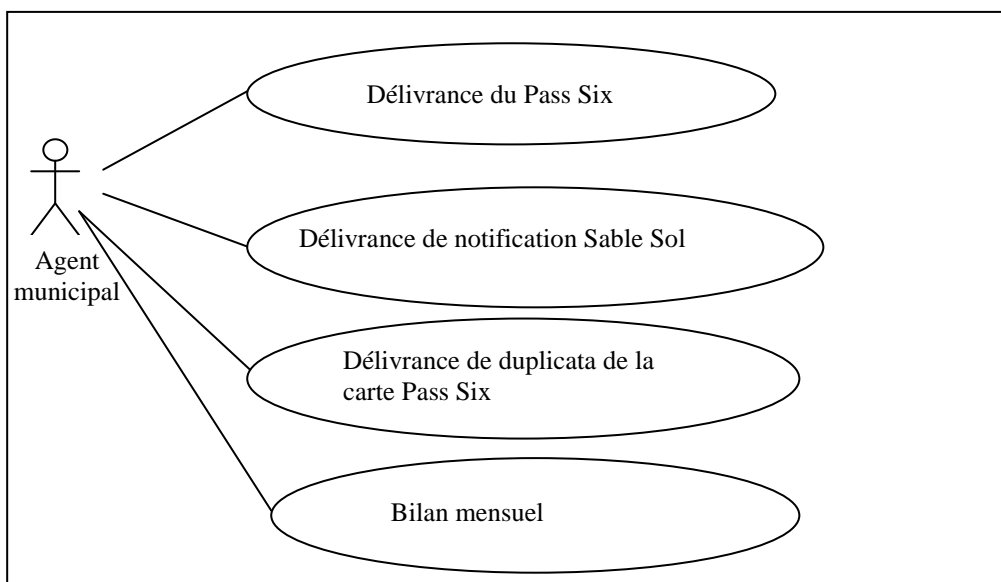 Délivrance du Pass Six
Délivrance de notification Sable Sol
Agent
municipal
Délivrance de duplicata de la
carte Pass Six
Bilan mensuel